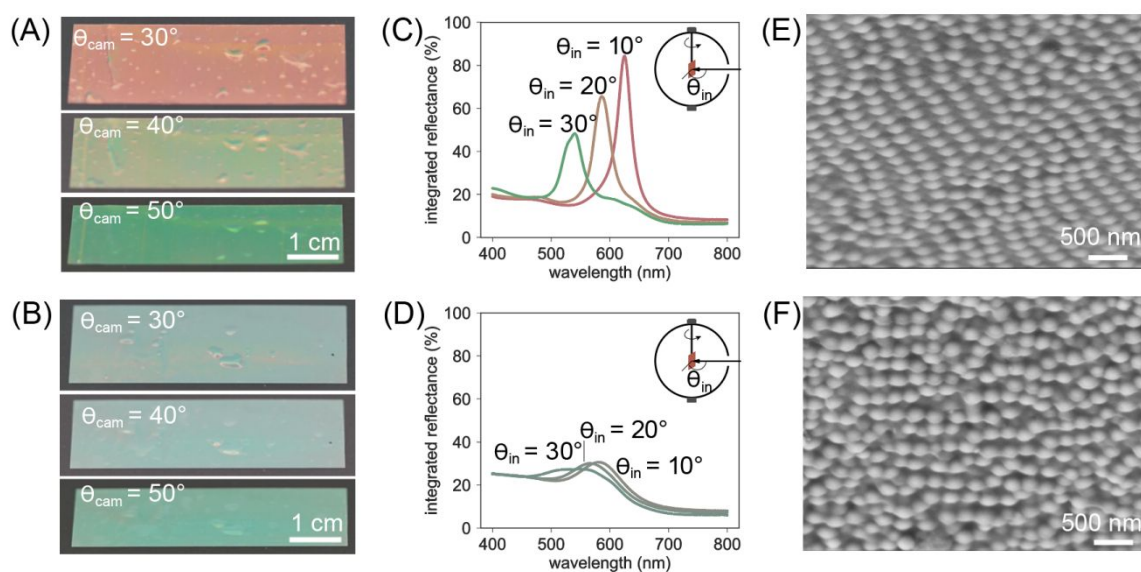 (A)
θcam = 30°
θcam = 40°
θcam = 50°
1 cm
(B)
θcam = 30°
θcam = 40°
θcam = 50°
1 cm
(C)
integrated reflectance (%)
100
80
60
40
20
0
θin = 10°
θin = 20°
θin = 30°
θin
400 500 600 700 800
wavelength (nm)
(D)
integrated reflectance (%)
100
80
60
40
20
0
θin = 20°
θin = 30°
θin = 10°
θin
400 500 600 700 800
wavelength (nm)
(E)
500 nm
(F)
500 nm